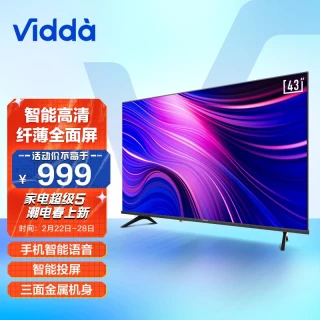 Vidda
[43]"
智能高清
纤薄全面屏
活动价不高于
¥999
家电超级5
潮电春上新
时间：2月22日-28日
手机智能语音
智能投屏
三面金属机身